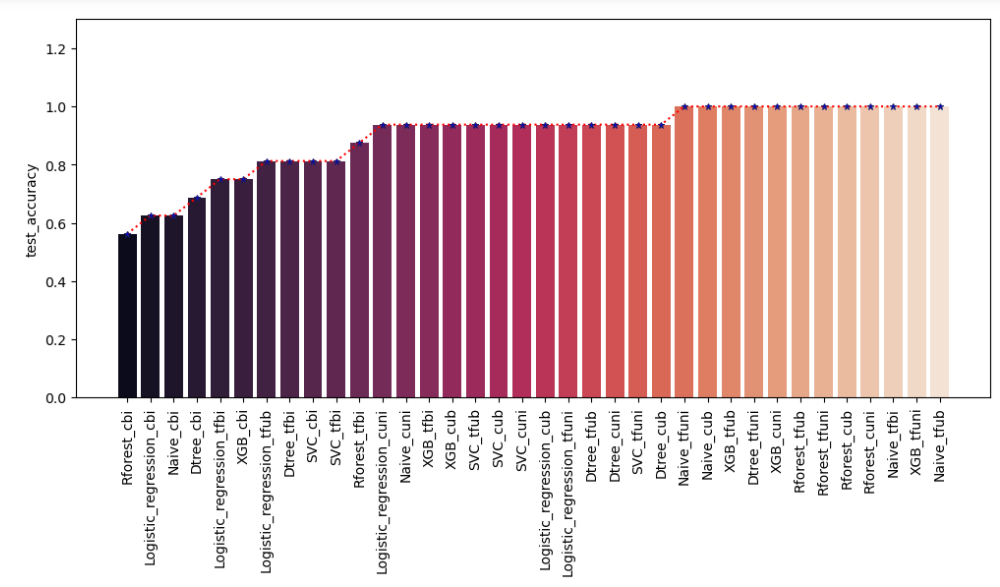 1.2
1.0
0.8
0.6
0.4
0.2
0.0
test_accuracy
Rforest_cbi
Logistic_regression_cbi
Naive_cbi
Dtree_cbi
Logistic_regression_tfbi
XGB_cbi
Logistic_regression_tfub
Dtree_tfbi
SVC_cbi
SVC_tfbi
Rforest_tfbi
Logistic_regression_cuni
Naive_cuni
XGB_tfbi
XGB_cub
SVC_tfub
SVC_cub
SVC_cuni
Logistic_regression_cub
Logistic_regression_tfuni
Dtree_tfub
Dtree_cuni
SVC_tfuni
Dtree_cub
Naive_tfuni
Naive_cub
XGB_tfub
Dtree_tfuni
XGB_cuni
Rforest_tfub
Rforest_tfuni
Rforest_cub
Rforest_cuni
Naive_tfbi
XGB_tfuni
Naive_tfub